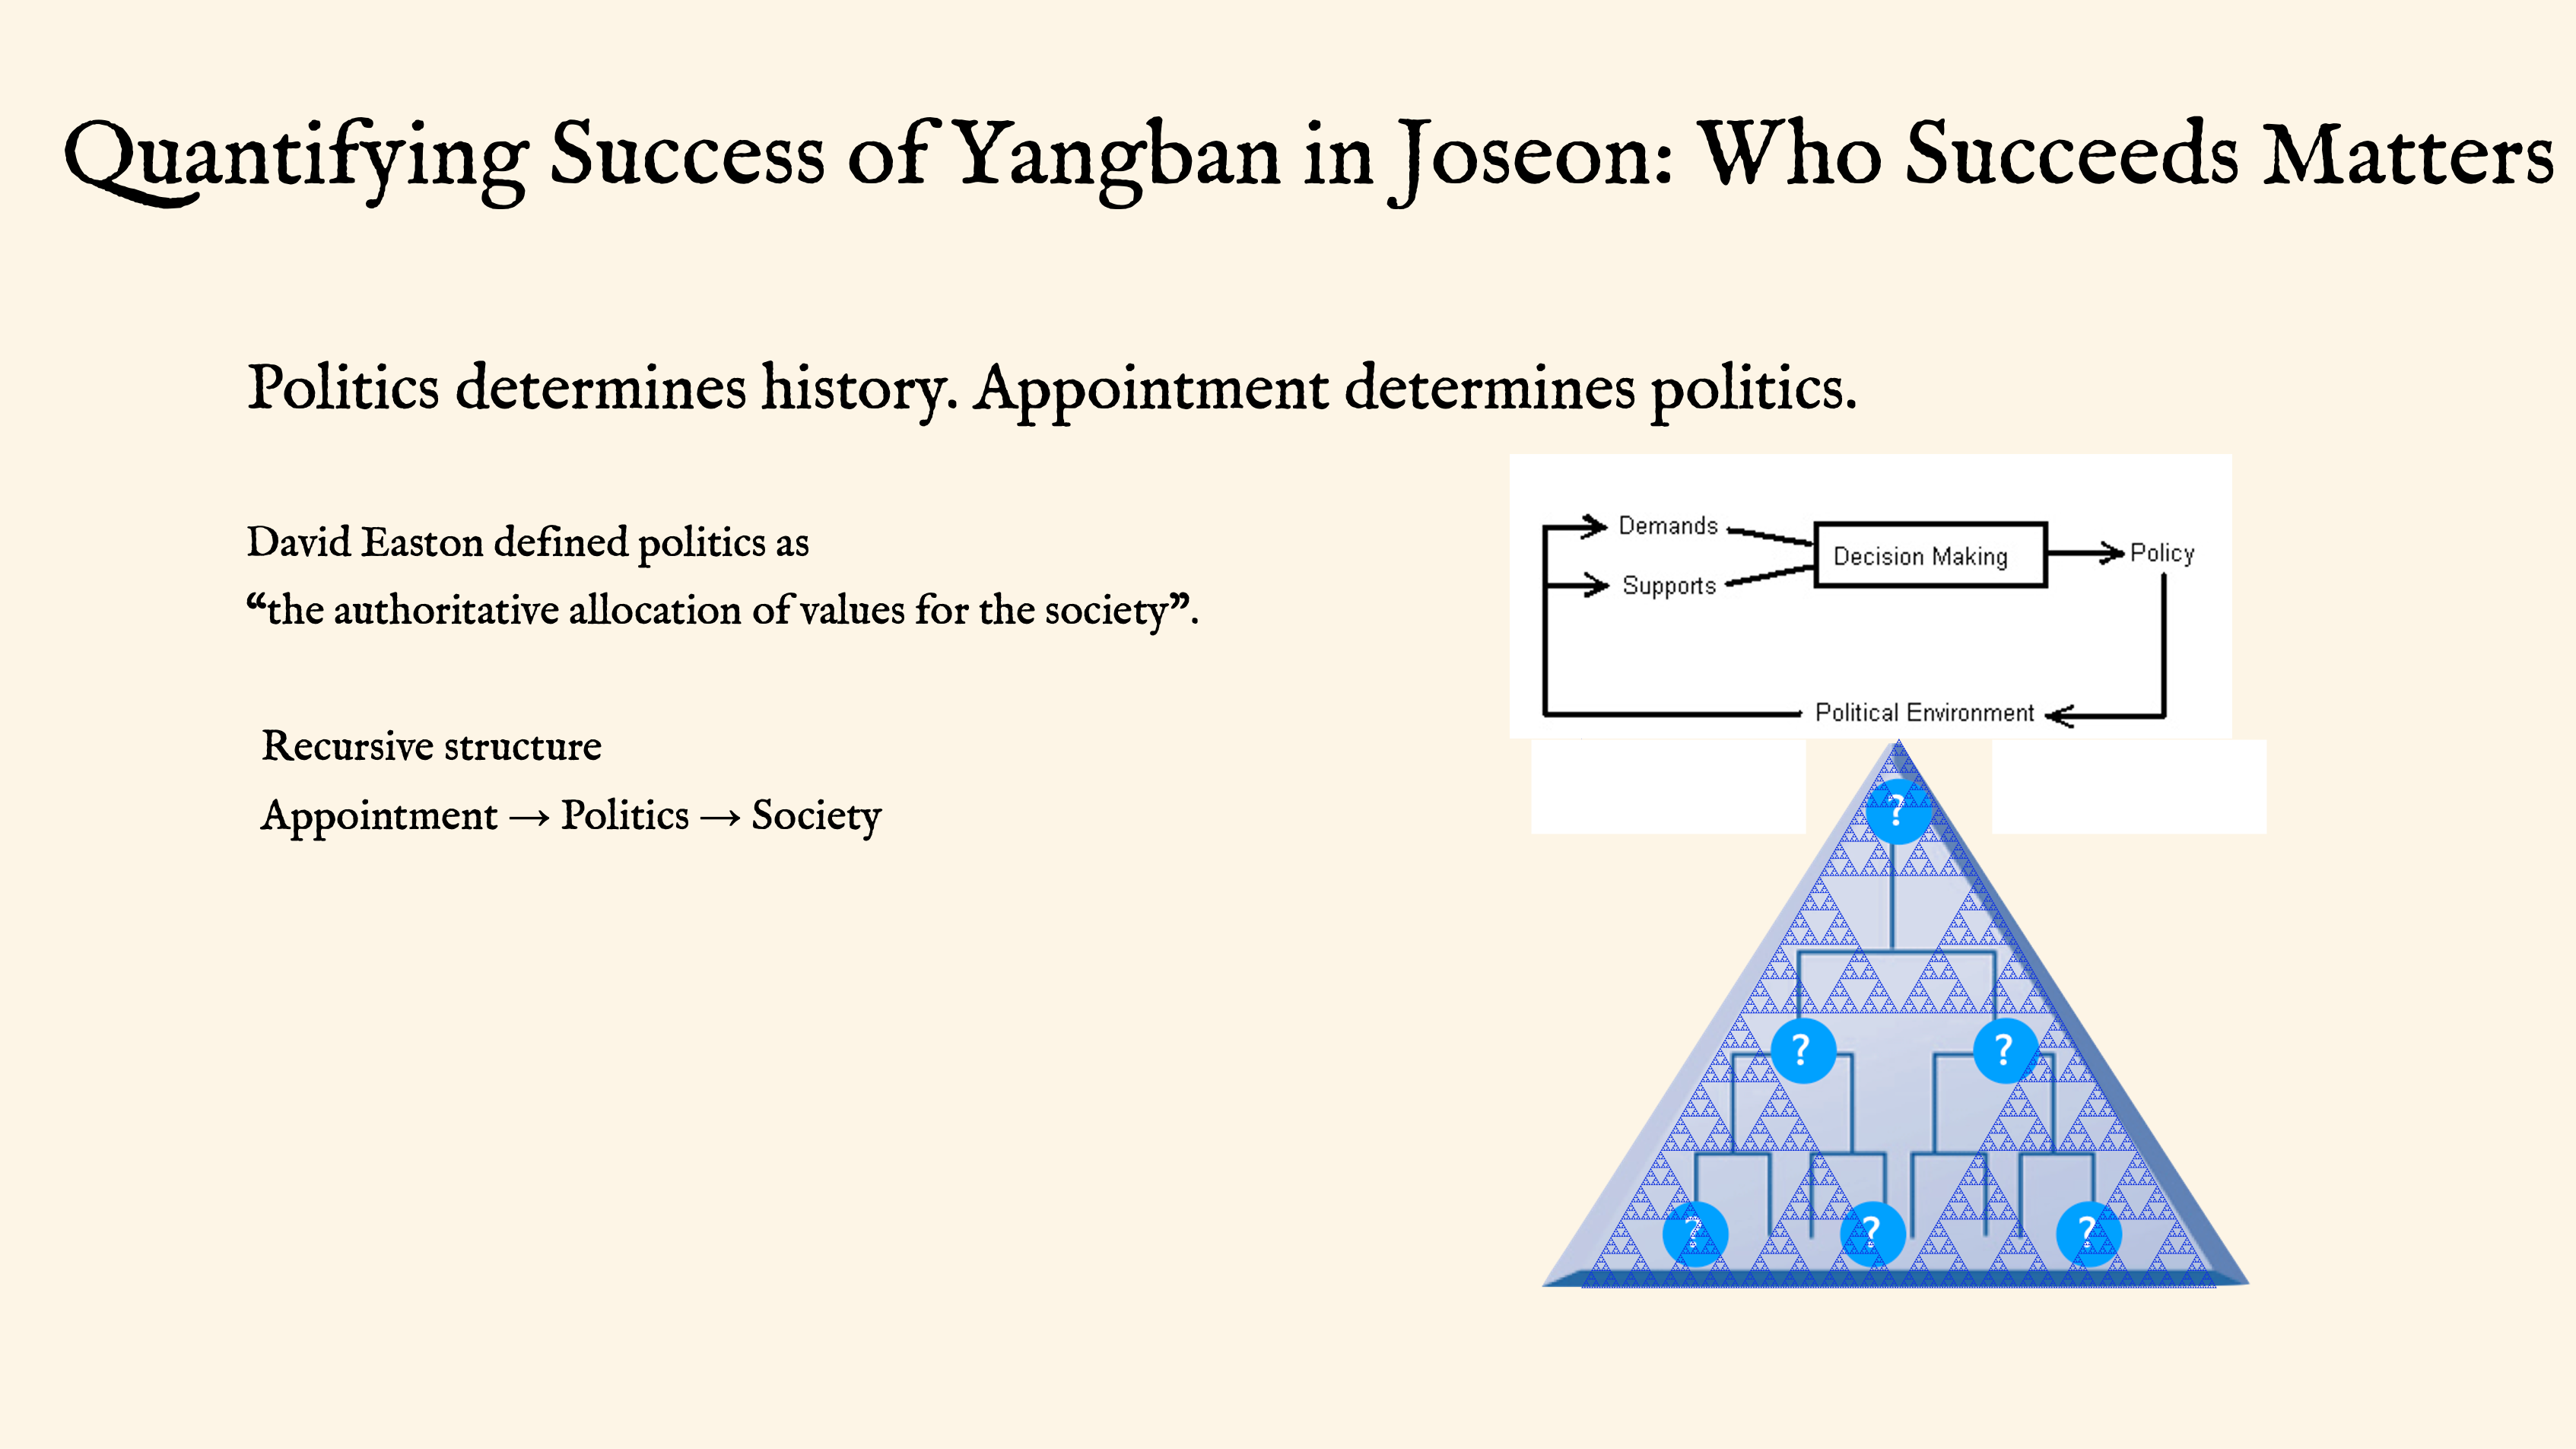 Quantifying Success of Yangban in Joseon: Who Succeeds Matters
Politics determines history. Appointment determines politics.
David Easton defined politics as
“the authoritative allocation of values for the society”.
Recursive structure
Appointment → Politics → Society
Demands
Supports
Decision Making
Policy
Political Environment
?
? ?
? ? ?